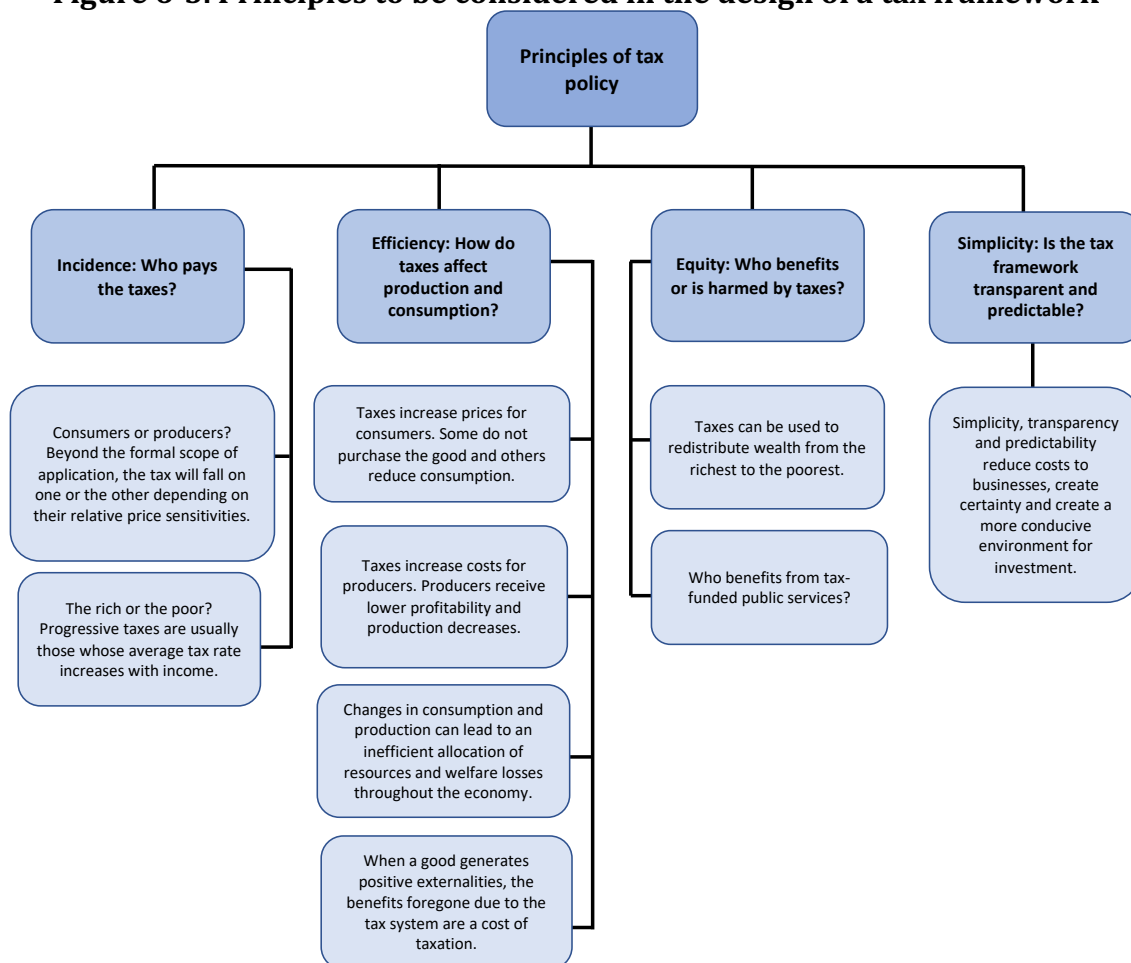 Principles of tax
policy
Incidence: Who pays
the taxes?
Consumers or producers?
Beyond the formal scope of
application, the tax will fall on
one or the other depending on
their relative price sensitivities.
The rich or the poor?
Progressive taxes are usually
those whose average tax rate
increases with income.
Efficiency: How do
taxes affect
production and
consumption?
Taxes increase prices for
consumers. Some do not
purchase the good and others
reduce consumption.
Taxes increase costs for
producers. Producers receive
lower profitability and
production decreases.
Changes in consumption and
production can lead to an
inefficient allocation of
resources and welfare losses
throughout the economy.
When a good generates
positive externalities, the
benefits foregone due to the
tax system are a cost of
taxation.
Equity: Who benefits
or is harmed by taxes?
Taxes can be used to
redistribute wealth from the
richest to the poorest.
Who benefits from tax-
funded public services?
Simplicity: Is the tax
framework
transparent and
predictable?
Simplicity, transparency
and predictability
reduce costs to
businesses, create
certainty and create a
more conducive
environment for
investment.